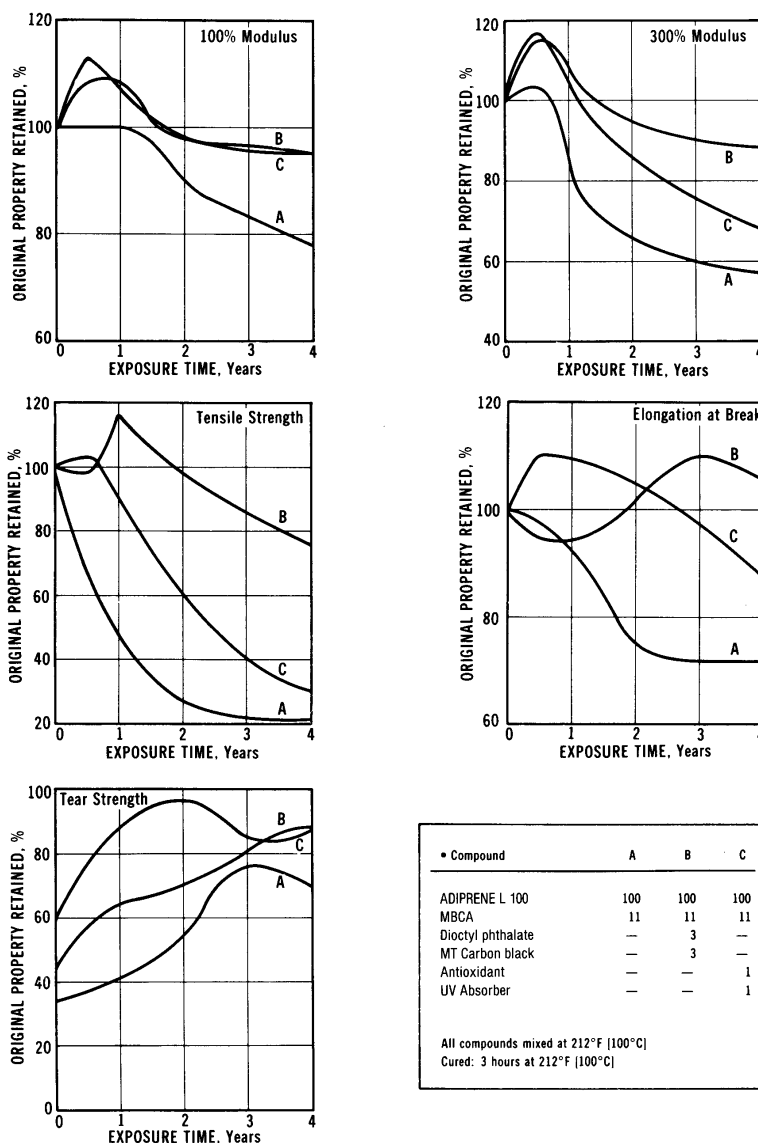 100% Modulus
ORIGINAL PROPERTY RETAINED, %
120
100
80
60
0 1 2 3 4
B
C
A
EXPOSURE TIME, Years
300% Modulus
ORIGINAL PROPERTY RETAINED, %
120
100
80
60
40
0 1 2 3 4
B
C
A
EXPOSURE TIME, Years
Tensile Strength
ORIGINAL PROPERTY RETAINED, %
120
100
80
60
40
20
0 1 2 3 4
B
C
A
EXPOSURE TIME, Years
Elongation at Break
ORIGINAL PROPERTY RETAINED, %
120
100
80
60
0 1 2 3 4
B
C
A
EXPOSURE TIME, Years
Tear Strength
ORIGINAL PROPERTY RETAINED, %
100
80
60
40
20
0
0 1 2 3 4
B
C
A
EXPOSURE TIME, Years
• Compound A B C
ADIPRENE L 100 100 100 100
MBCA 11 11 11
Dioctyl phthalate — 3 —
MT Carbon black — 3 —
Antioxidant — — 1
UV Absorber — — 1
All compounds mixed at 212°F [100°C]
Cured: 3 hours at 212°F [100°C]